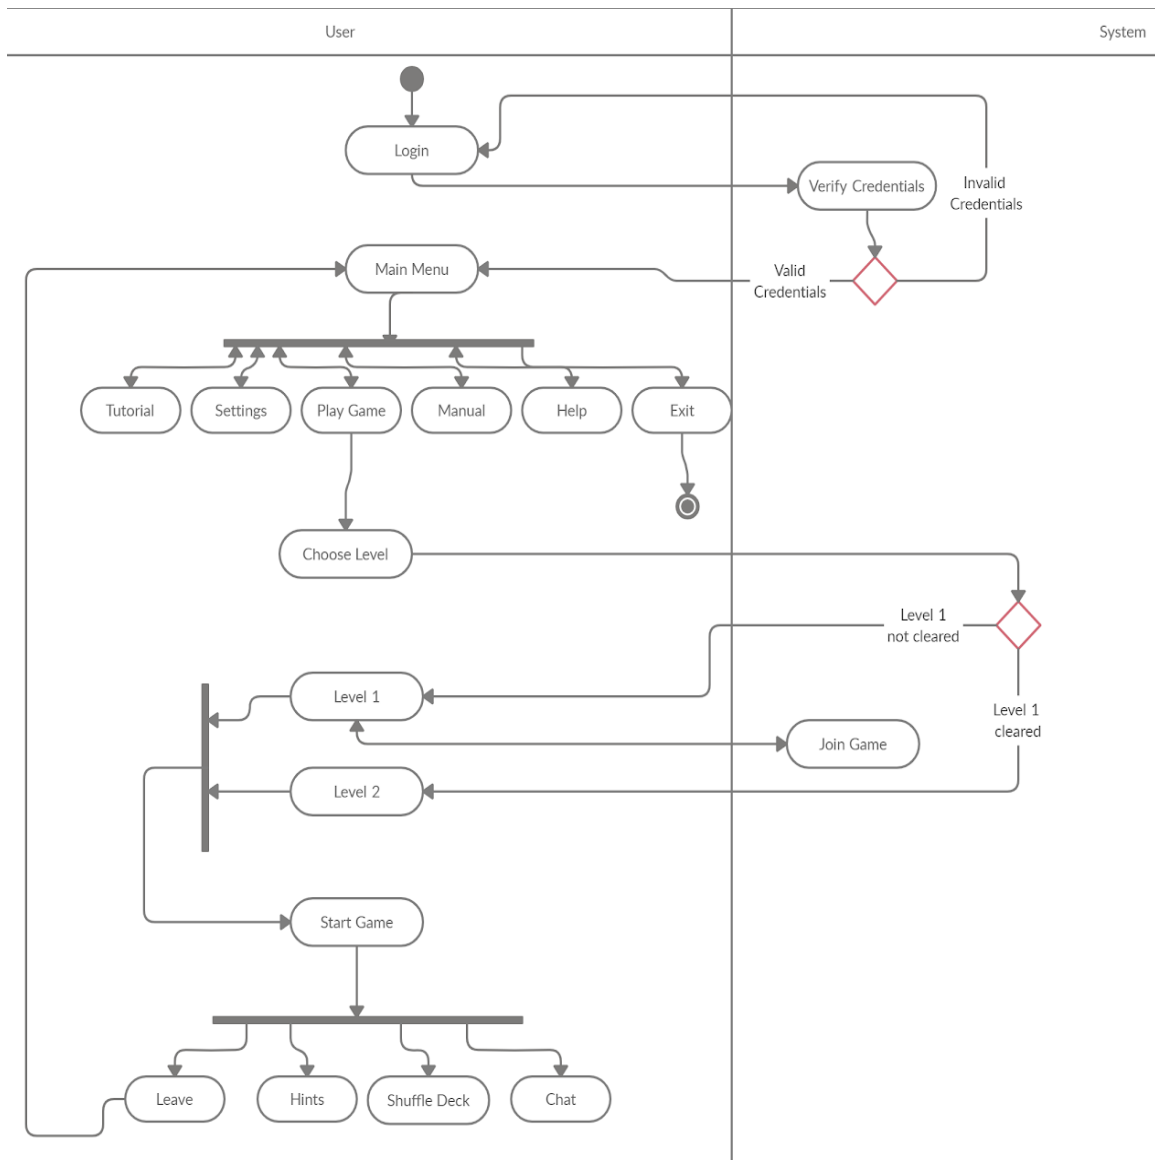 User
System
Login
Verify Credentials
Invalid
Credentials
Main Menu
Valid
Credentials
Tutorial
Settings
Play Game
Manual
Help
Exit
Choose Level
Level 1
not cleared
Level 1
Level 1
cleared
Join Game
Level 2
Start Game
Leave
Hints
Shuffle Deck
Chat